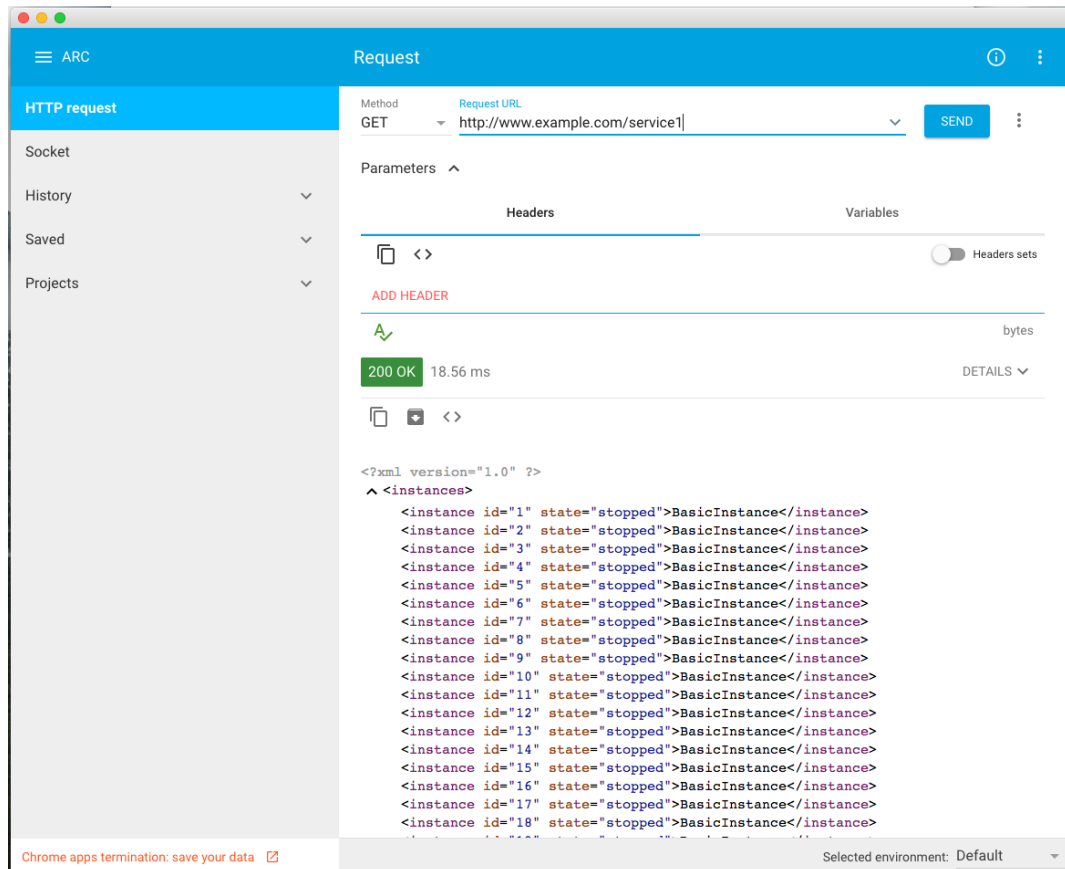 ARC
Request
HTTP request
Socket
History
Saved
Projects
Method
Request URL
GET
http://www.example.com/service1
SEND
Parameters
Headers
Variables
Headers sets
ADD HEADER
bytes
200 OK 18.56 ms
DETAILS
<?xml version="1.0" ?>
<instances>
<instance id="1" state="stopped">BasicInstance</instance>
<instance id="2" state="stopped">BasicInstance</instance>
<instance id="3" state="stopped">BasicInstance</instance>
<instance id="4" state="stopped">BasicInstance</instance>
<instance id="5" state="stopped">BasicInstance</instance>
<instance id="6" state="stopped">BasicInstance</instance>
<instance id="7" state="stopped">BasicInstance</instance>
<instance id="8" state="stopped">BasicInstance</instance>
<instance id="9" state="stopped">BasicInstance</instance>
<instance id="10" state="stopped">BasicInstance</instance>
<instance id="11" state="stopped">BasicInstance</instance>
<instance id="12" state="stopped">BasicInstance</instance>
<instance id="13" state="stopped">BasicInstance</instance>
<instance id="14" state="stopped">BasicInstance</instance>
<instance id="15" state="stopped">BasicInstance</instance>
<instance id="16" state="stopped">BasicInstance</instance>
<instance id="17" state="stopped">BasicInstance</instance>
<instance id="18" state="stopped">BasicInstance</instance>
Chrome apps termination: save your data
Selected environment: Default